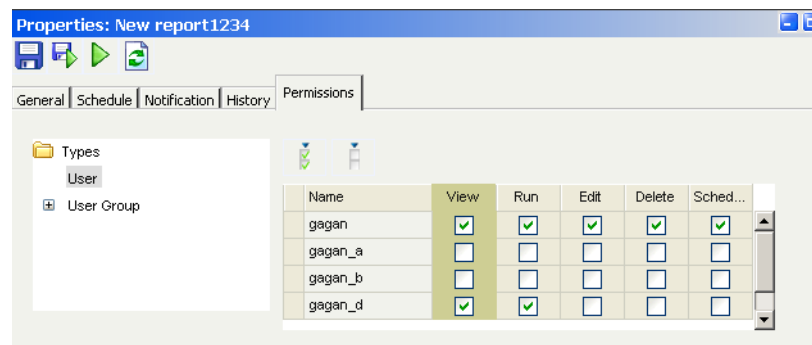 Properties: New report1234
General Schedule Notification History Permissions
Types
User
User Group
Name View Run Edit Delete Sched...
gagan
gagan_a
gagan_b
gagan_d